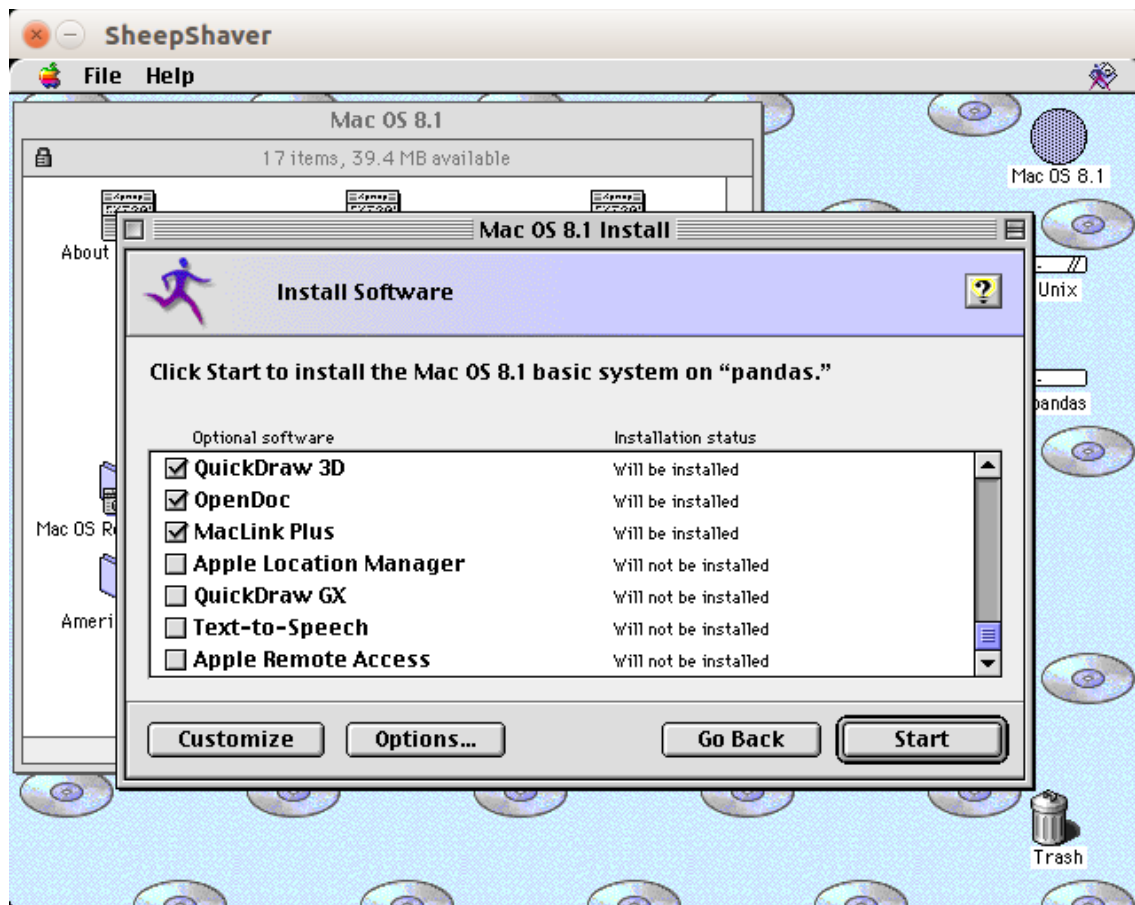 SheepShaver
File Help
Mac OS 8.1
17 items, 39.4 MB available
Mac OS 8.1
About
Mac OS 8.1 Install
Install Software
?
Unix
Click Start to install the Mac OS 8.1 basic system on “pandas.”
pandas
Optional software Installation status
QuickDraw 3D Will be installed
OpenDoc Will be installed
MacLink Plus Will be installed
Mac OS R
Apple Location Manager Will not be installed
QuickDraw GX Will not be installed
Ameri
Text-to-Speech Will not be installed
Apple Remote Access Will not be installed
Customize Options... Go Back Start
Trash